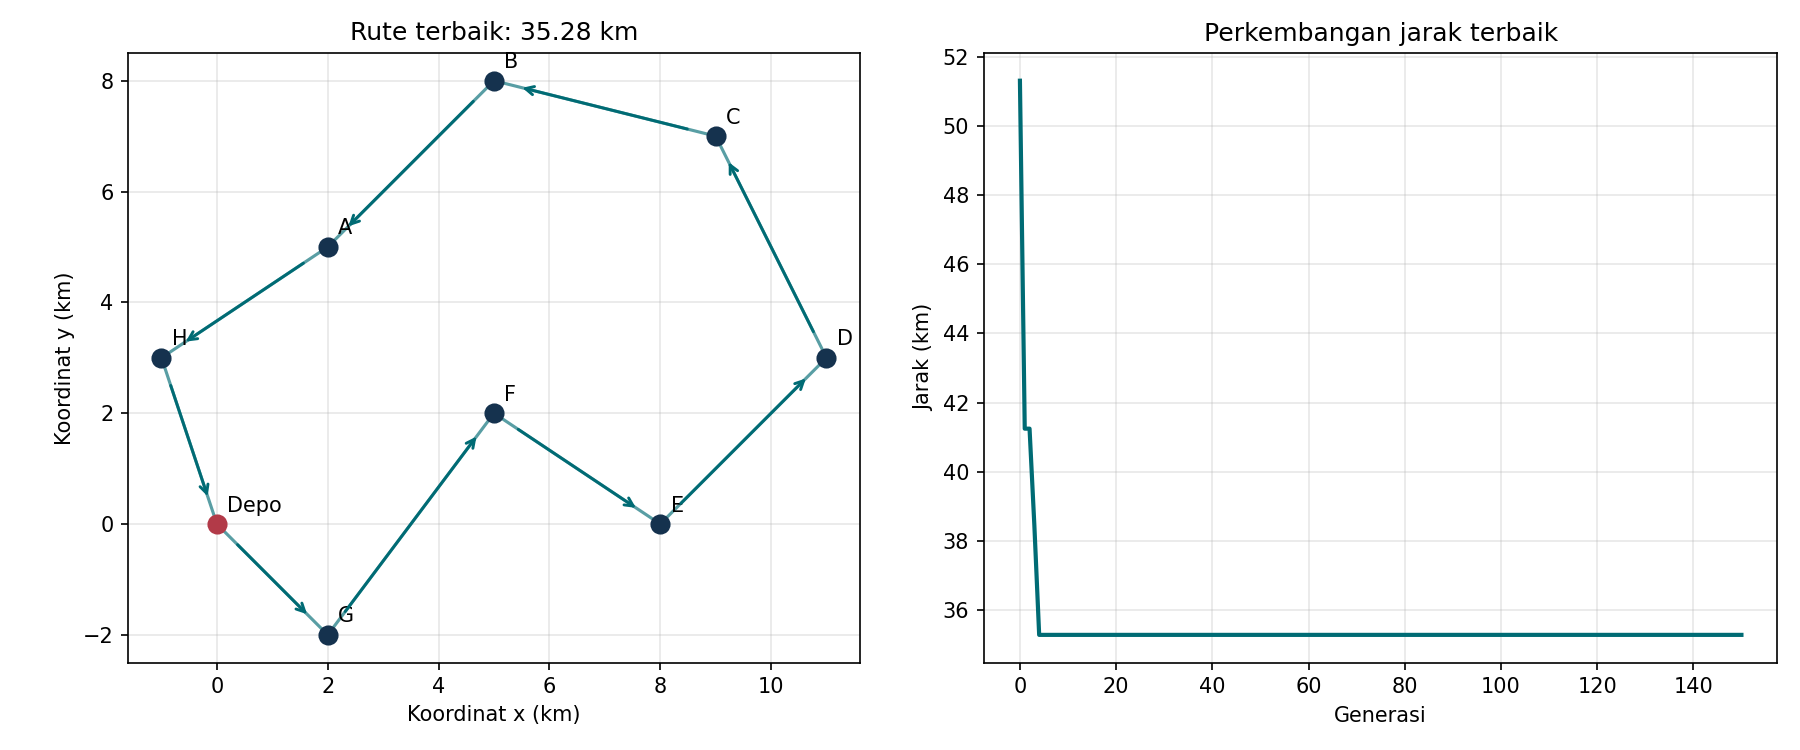 Rute terbaik: 35.28 km
B
C
A
H
D
F
Depo
E
G
8
6
4
2
0
−2
0 2 4 6 8 10
Koordinat x (km)
Koordinat y (km)
Perkembangan jarak terbaik
52
50
48
46
44
42
40
38
36
0 20 40 60 80 100 120 140
Generasi
Jarak (km)